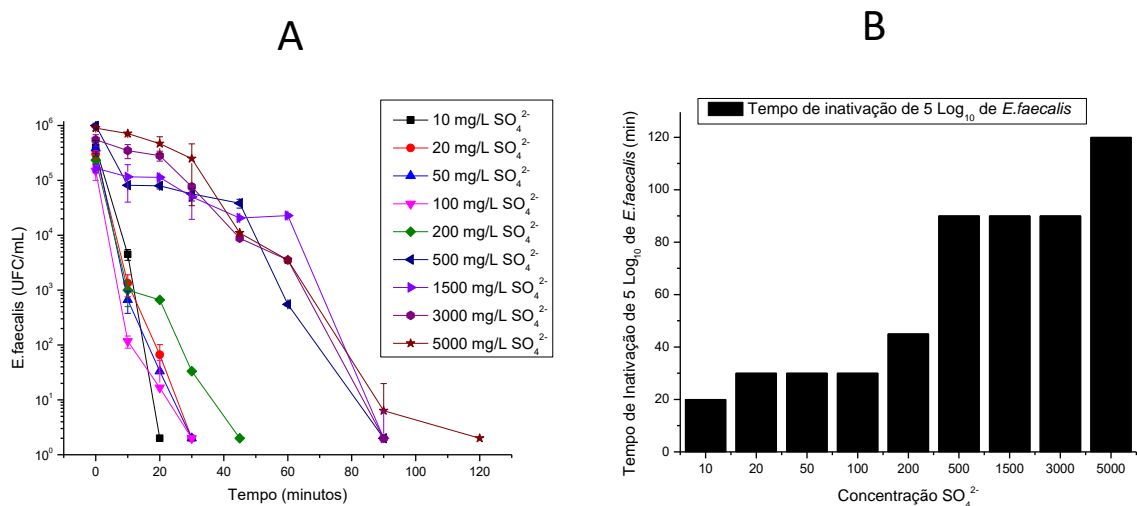 A
B
10 mg/L SO₄²⁻
20 mg/L SO₄²⁻
50 mg/L SO₄²⁻
100 mg/L SO₄²⁻
200 mg/L SO₄²⁻
500 mg/L SO₄²⁻
1500 mg/L SO₄²⁻
3000 mg/L SO₄²⁻
5000 mg/L SO₄²⁻
E.faecalis (UFC/mL)
10⁶
10⁵
10⁴
10³
10²
10¹
10⁰
0 20 40 60 80 100 120
Tempo (minutos)
Tempo de inativação de 5 Log₁₀ de E.faecalis
Tempo de Inativação de 5 Log₁₀ de E.faecalis (min)
120
100
80
60
40
20
0
10 20 50 100 200 500 1500 3000 5000
Concentração SO₄²⁻